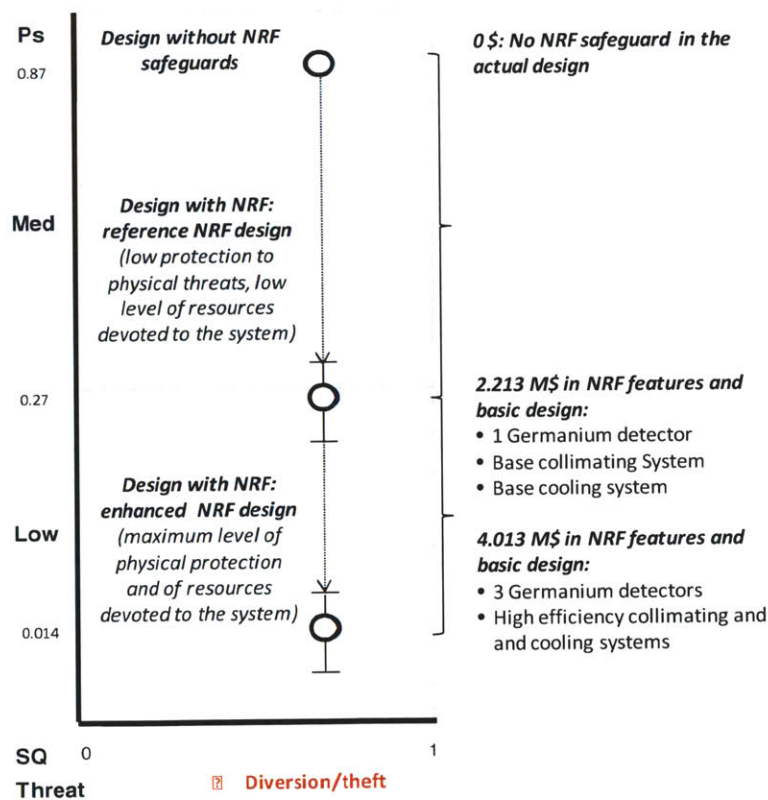 Ps
0.87
Design without NRF
safeguards
0 $: No NRF safeguard in the
actual design
Med
Design with NRF:
reference NRF design
(low protection to
physical threats, low
level of resources
devoted to the system)
0.27
2.213 M$ in NRF features and
basic design:
• 1 Germanium detector
• Base collimating System
• Base cooling system
Low
Design with NRF:
enhanced NRF design
(maximum level of
physical protection
and of resources
devoted to the system)
4.013 M$ in NRF features and
basic design:
• 3 Germanium detectors
• High efficiency collimating and
and cooling systems
0.014
SQ 0 1
Threat Diversion/theft